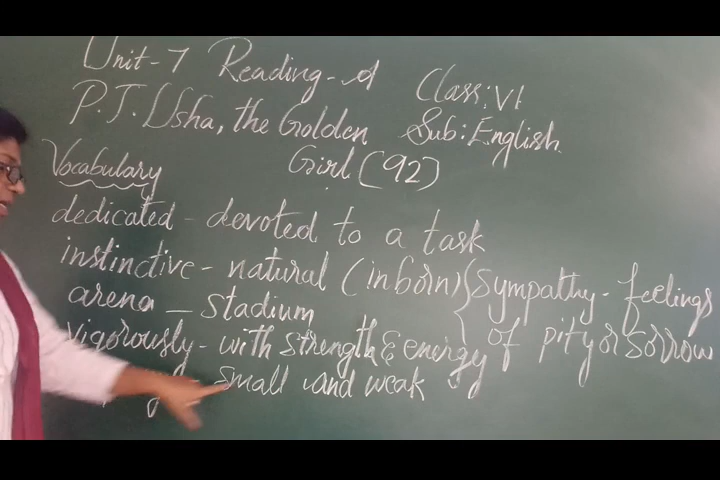 Unit-7 Reading-A Class:VI
P.T.Usha, the Golden Sub:English
Girl (92)
Vocabulary
dedicated - devoted to a task
instinctive - natural (inborn) { Sympathy - feelings
arena - stadium of pity or sorrow
vigorously - with strength & energy
small and weak